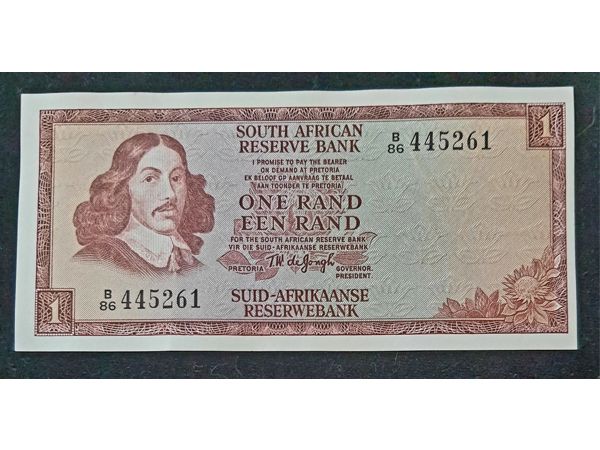 1
SOUTH AFRICAN
RESERVE BANK
B/86 445261
I PROMISE TO PAY THE BEARER
ON DEMAND AT PRETORIA
EK BELOOF OP AANVRAAG TE BETAAL
AAN TOONDER TE PRETORIA
ONE RAND
EEN RAND
FOR THE SOUTH AFRICAN RESERVE BANK
VIR DIE SUID-AFRIKAANSE RESERWEBANK
T.W. de Jongh
PRETORIA GOVERNOR.
PRESIDENT.
B/86 445261
SUID-AFRIKAANSE
RESERWEBANK
1